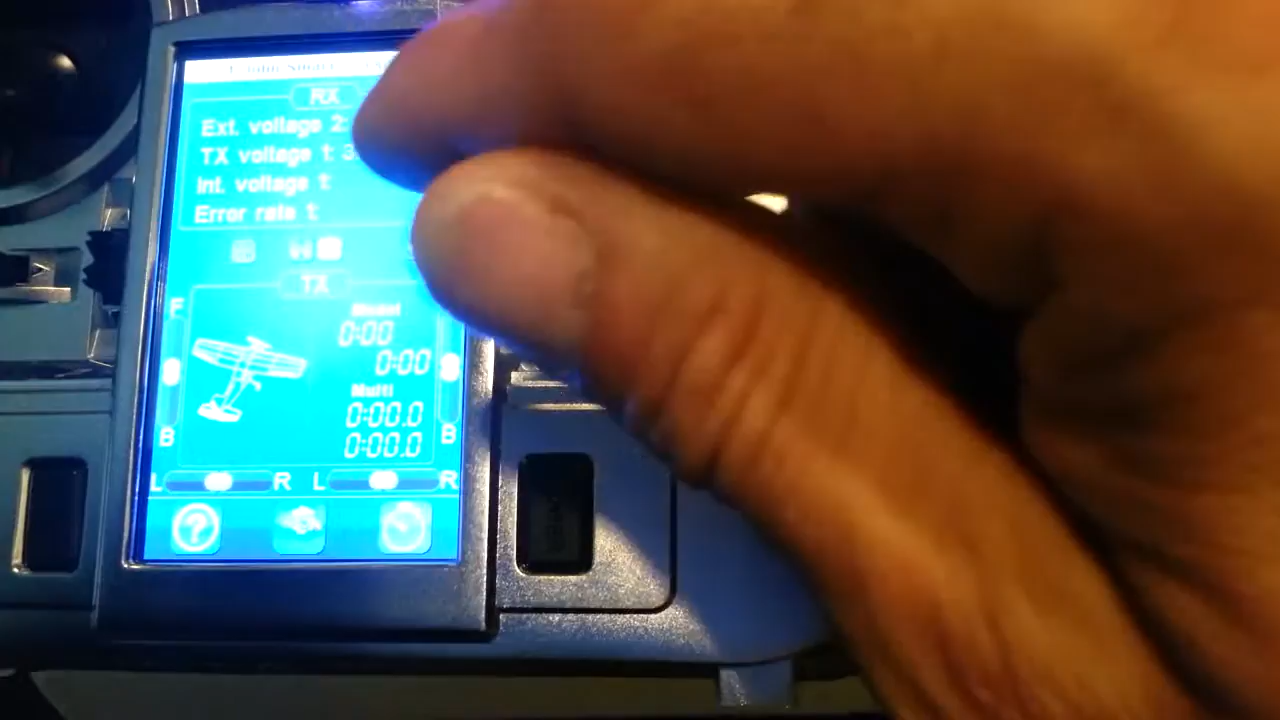 RX
Ext. voltage 2:
TX voltage t: 3
Int. voltage t:
Error rate t:
TX
F
0:00
0:00
Multi
0:00.0
0:00.0
B B
L R L R
?